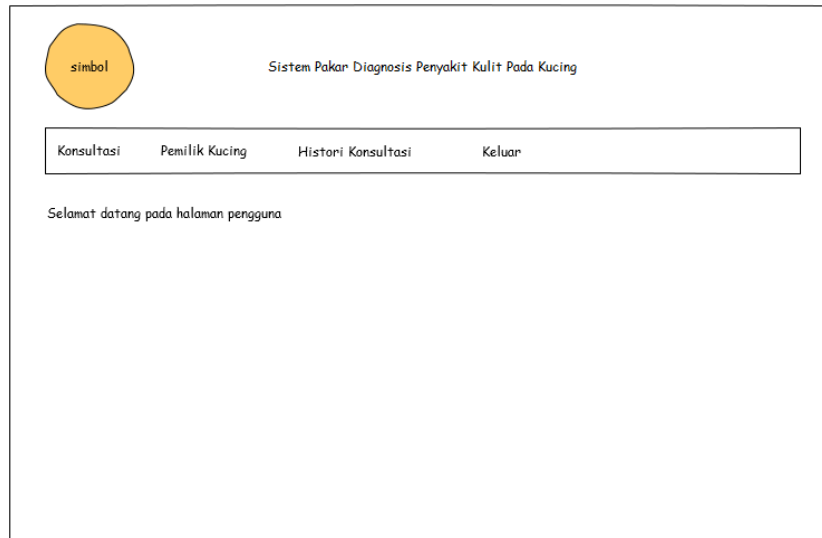 simbol
Sistem Pakar Diagnosis Penyakit Kulit Pada Kucing
Konsultasi Pemilik Kucing Histori Konsultasi Keluar
Selamat datang pada halaman pengguna